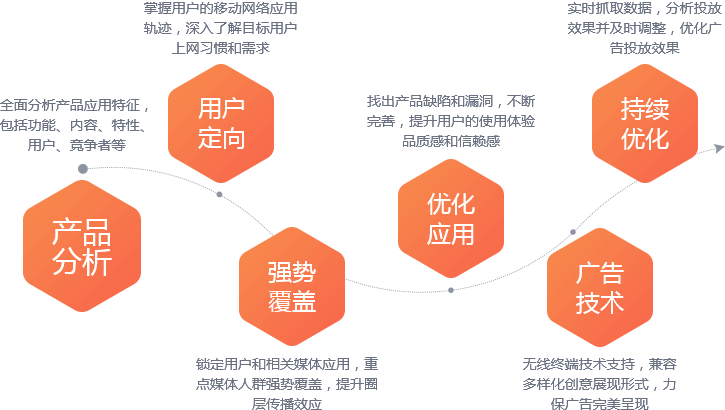 全面分析产品应用特征，
包括功能、内容、特性、
用户、竞争者等
产品
分析
掌握用户的移动网络应用
轨迹，深入了解目标用户
上网习惯和需求
用户
定向
强势
覆盖
锁定用户和相关媒体应用，重
点媒体人群强势覆盖，提升圈
层传播效应
找出产品缺陷和漏洞，不断
完善，提升用户的使用体验
品质感和信赖感
优化
应用
广告
技术
无线终端技术支持，兼容
多样化创意展现形式，力
保广告完美呈现
实时抓取数据，分析投放
效果并及时调整，优化广
告投放效果
持续
优化